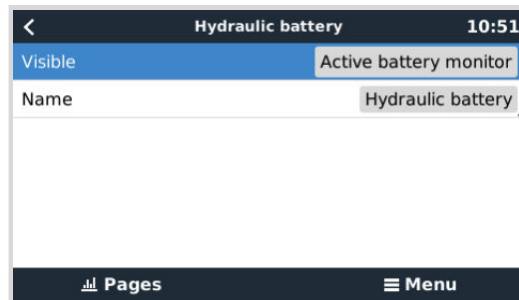 Hydraulic battery 10:51
Visible Active battery monitor
Name Hydraulic battery
Pages Menu